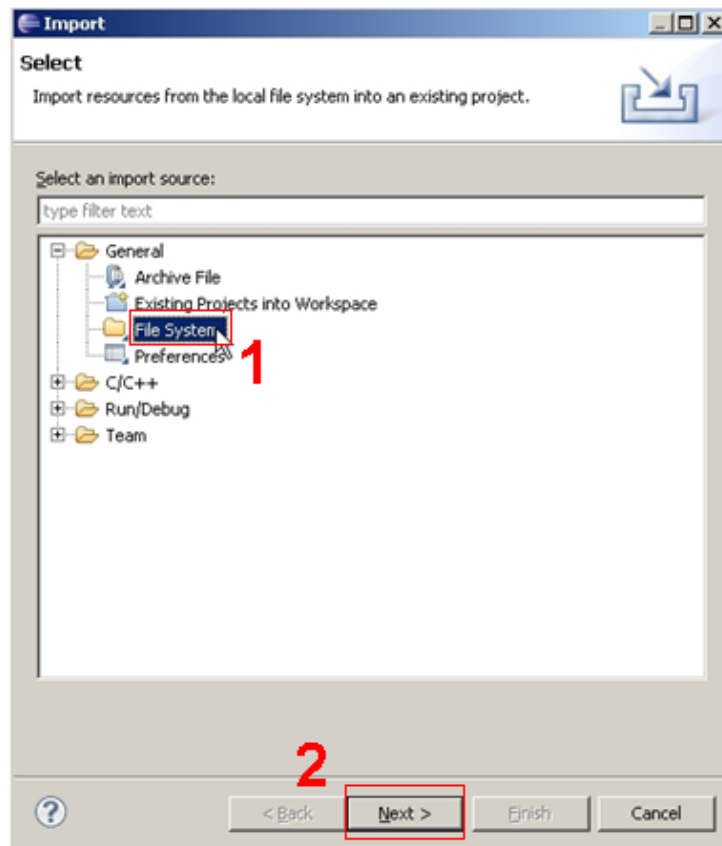 Import
Select
Import resources from the local file system into an existing project.
Select an import source:
type filter text
General
Archive File
Existing Projects into Workspace
File System
Preferences
1
C/C++
Run/Debug
Team
2
?
< Back
Next >
Finish
Cancel